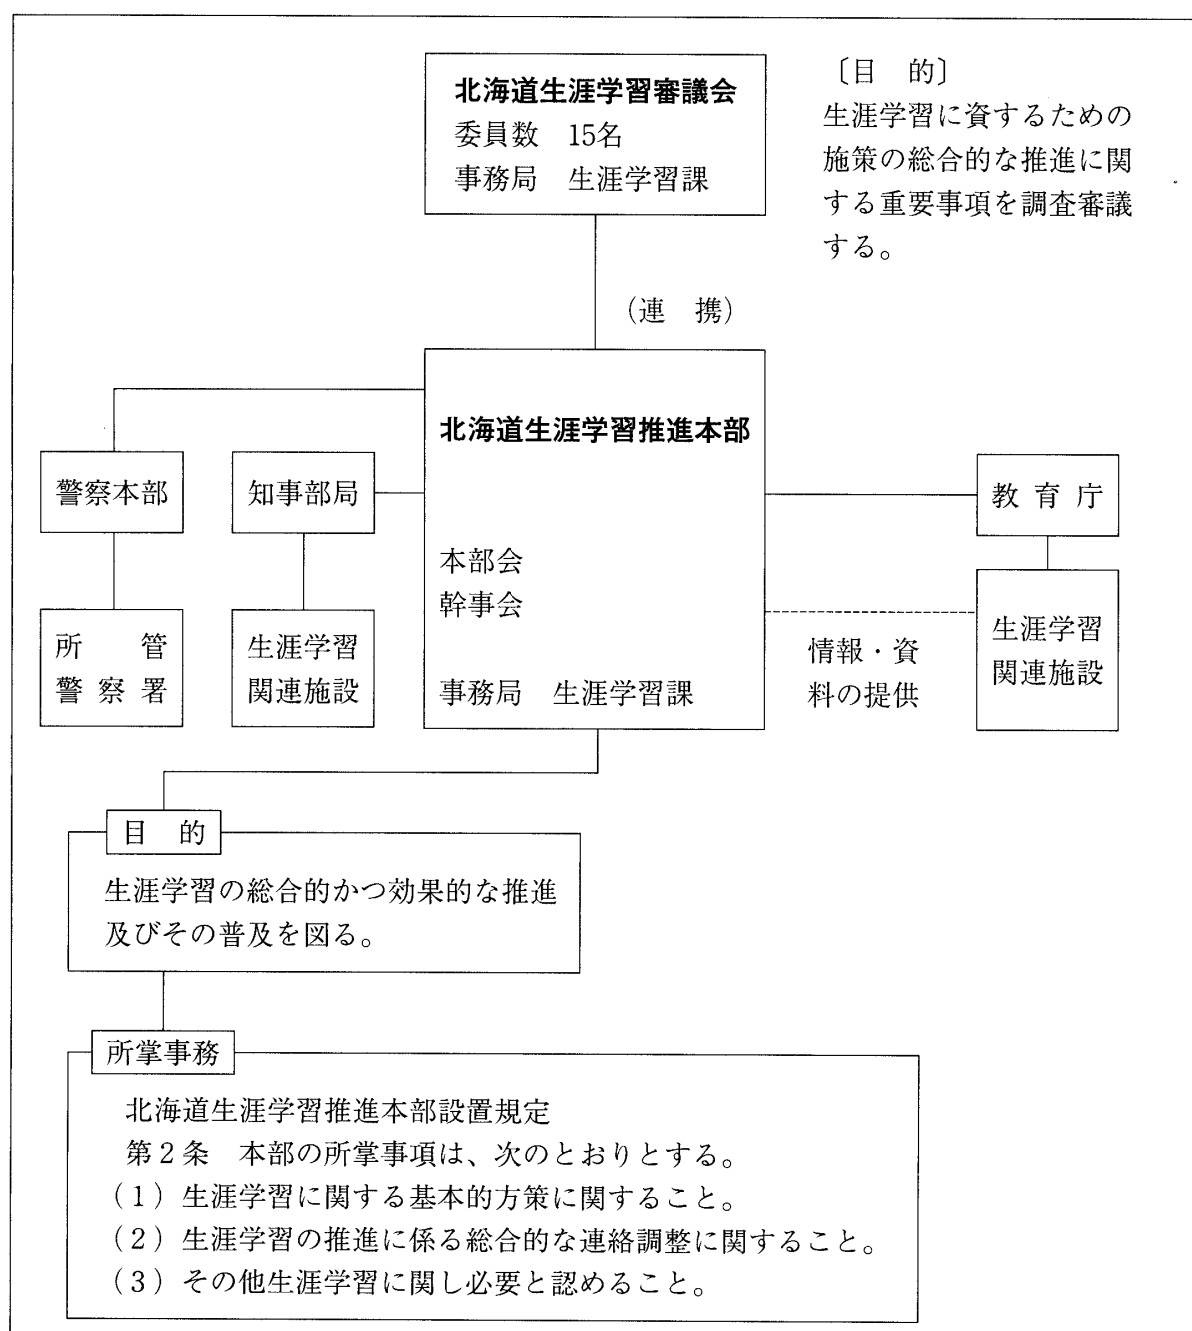 北海道生涯学習審議会
委員数　15名
事務局　生涯学習課
〔目　的〕
生涯学習に資するための
施策の総合的な推進に関
する重要事項を調査審議
する。
（連　携）
北海道生涯学習推進本部
本部会
幹事会
事務局　生涯学習課
警察本部
知事部局
教 育 庁
所　　管
警 察 署
生涯学習
関連施設
情報・資
料の提供
生涯学習
関連施設
目　的
生涯学習の総合的かつ効果的な推進
及びその普及を図る。
所掌事務
北海道生涯学習推進本部設置規定
第２条　本部の所掌事項は、次のとおりとする。
（１）生涯学習に関する基本的方策に関すること。
（２）生涯学習の推進に係る総合的な連絡調整に関すること。
（３）その他生涯学習に関し必要と認めること。